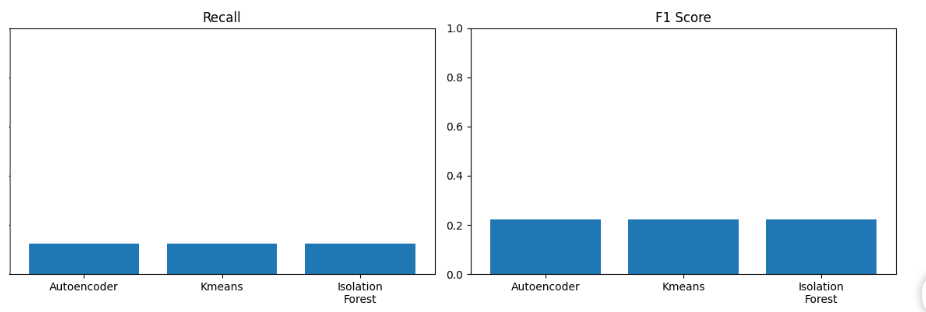 Recall
F1 Score
1.0
0.8
0.6
0.4
0.2
0.0
Autoencoder
Kmeans
Isolation
Forest
Autoencoder
Kmeans
Isolation
Forest